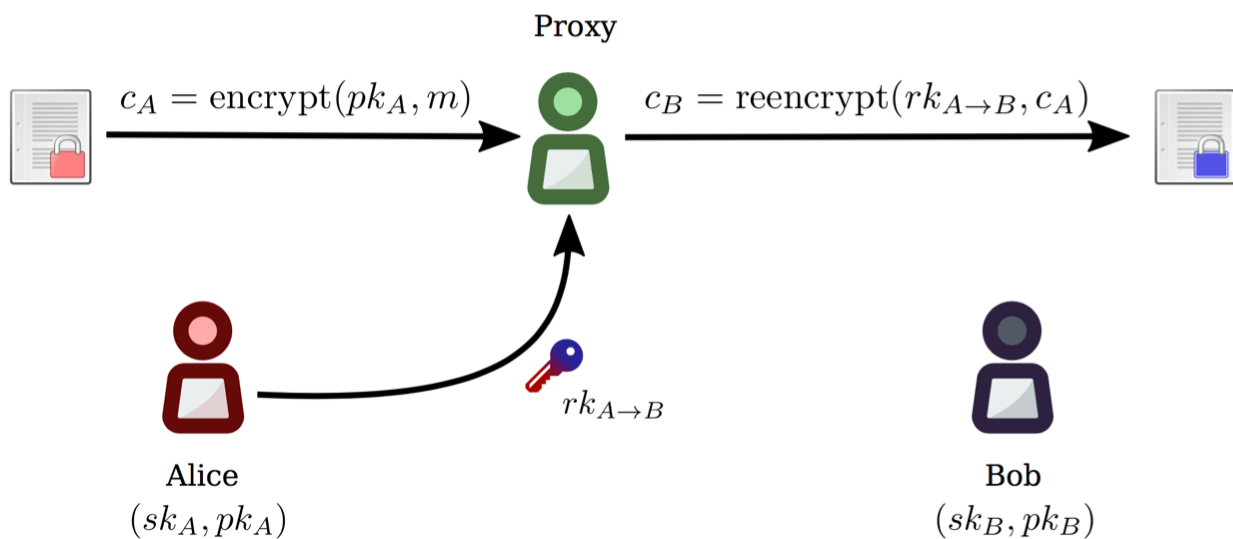 Proxy
c_A = encrypt(pk_A, m)
c_B = reencrypt(rk_{A→B}, c_A)
rk_{A→B}
Alice
(sk_A, pk_A)
Bob
(sk_B, pk_B)